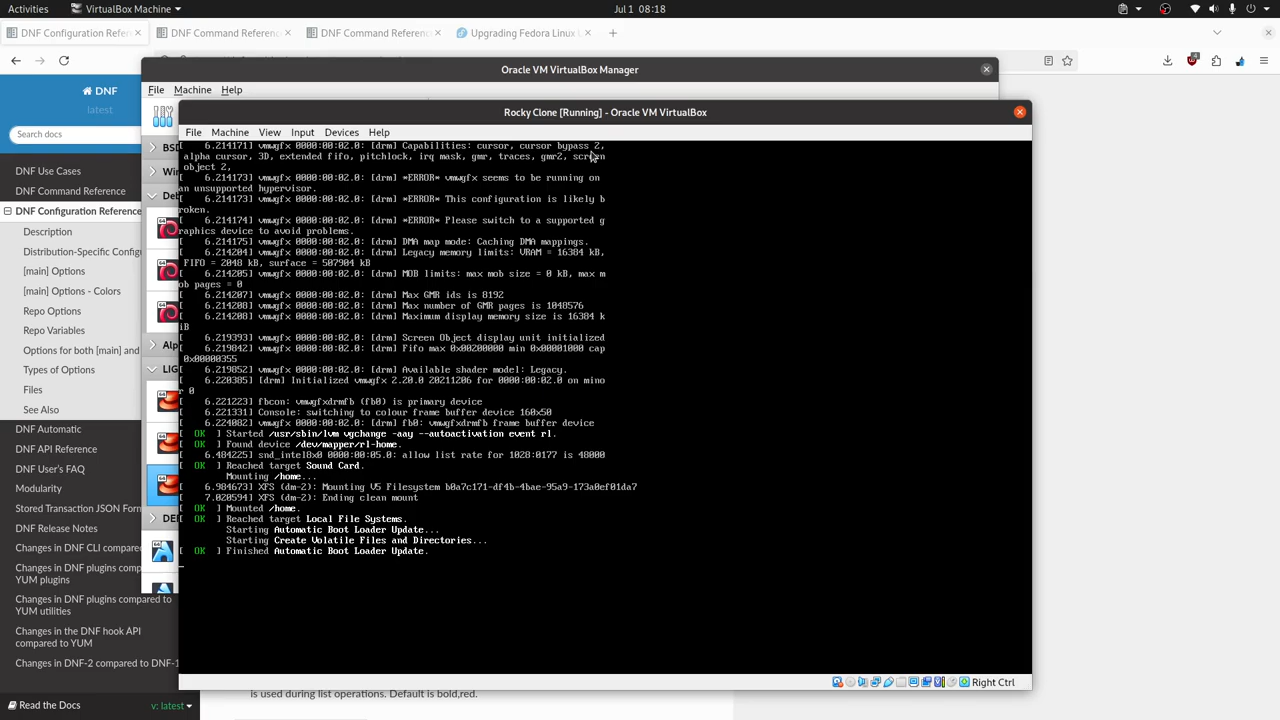 Activities
VirtualBox Machine
Jul 1 08:18
DNF Configuration Refer
DNF Command Reference
DNF Command Reference
Upgrading Fedora Linux
Oracle VM VirtualBox Manager
File Machine Help
Rocky Clone [Running] - Oracle VM VirtualBox
File Machine View Input Devices Help
DNF
latest
Search docs
DNF Use Cases
DNF Command Reference
DNF Configuration Reference
Description
Distribution-Specific Configu
[main] Options
[main] Options - Colors
Repo Options
Repo Variables
Options for both [main] and
Types of Options
Files
See Also
DNF Automatic
DNF API Reference
DNF User's FAQ
Modularity
Stored Transaction JSON Form
DNF Release Notes
Changes in DNF CLI compare
Changes in DNF plugins comp
YUM plugins
Changes in DNF plugins compared to
YUM utilities
Changes in the DNF hook API
compared to YUM
Changes in DNF-2 compared to DNF-1
Read the Docs
v: latest
BSD
Win
Deb
Alp
LIG
DE
[ 6.214171] vmwgfx 0000:00:02.0: [drm] Capabilities: cursor, cursor bypass 2,
alpha cursor, 3D, extended fifo, pitchlock, irq mask, gmr, traces, gmr2, screen
object 2,
[ 6.214173] vmwgfx 0000:00:02.0: [drm] *ERROR* vmwgfx seems to be running on
an unsupported hypervisor.
[ 6.214173] vmwgfx 0000:00:02.0: [drm] *ERROR* This configuration is likely b
roken.
[ 6.214174] vmwgfx 0000:00:02.0: [drm] *ERROR* Please switch to a supported g
raphics device to avoid problems.
[ 6.214175] vmwgfx 0000:00:02.0: [drm] DMA map mode: Caching DMA mappings.
[ 6.214204] vmwgfx 0000:00:02.0: [drm] Legacy memory limits: VRAM = 16384 kB,
FIFO = 2048 kB, surface = 507904 kB
[ 6.214205] vmwgfx 0000:00:02.0: [drm] MOB limits: max mob size = 0 kB, max m
ob pages = 0
[ 6.214207] vmwgfx 0000:00:02.0: [drm] Max GMR ids is 8192
[ 6.214208] vmwgfx 0000:00:02.0: [drm] Max number of GMR pages is 1048576
[ 6.214208] vmwgfx 0000:00:02.0: [drm] Maximum display memory size is 16384 k
iB
[ 6.219393] vmwgfx 0000:00:02.0: [drm] Screen Object display unit initialized
[ 6.219842] vmwgfx 0000:00:02.0: [drm] Fifo max 0x00200000 min 0x00001000 cap
0x00000355
[ 6.219852] vmwgfx 0000:00:02.0: [drm] Available shader model: Legacy.
[ 6.220385] [drm] Initialized vmwgfx 2.20.0 20211206 for 0000:00:02.0 on mino
r 0
[ 6.221223] fbcon: vmwgfxdrmfb (fb0) is primary device
[ 6.221331] Console: switching to colour frame buffer device 160x50
[ 6.224082] vmwgfx 0000:00:02.0: [drm] fb0: vmwgfxdrmfb frame buffer device
[ OK ] Started /usr/sbin/lvm vgchange -aay --autoactivation event rl.
[ OK ] Found device /dev/mapper/rl-home.
[ 6.484225] snd_intel8x0 0000:00:05.0: allow list rate for 1028:0177 is 48000
[ OK ] Reached target Sound Card.
Mounting /home...
[ 6.984673] XFS (dm-2): Mounting V5 Filesystem b0a7c171-df4b-4bae-95a9-173a0ef01da7
[ 7.020594] XFS (dm-2): Ending clean mount
[ OK ] Mounted /home.
[ OK ] Reached target Local File Systems.
Starting Automatic Boot Loader Update...
Starting Create Volatile Files and Directories...
[ OK ] Finished Automatic Boot Loader Update.
Right Ctrl
is used during list operations. Default is bold,red.